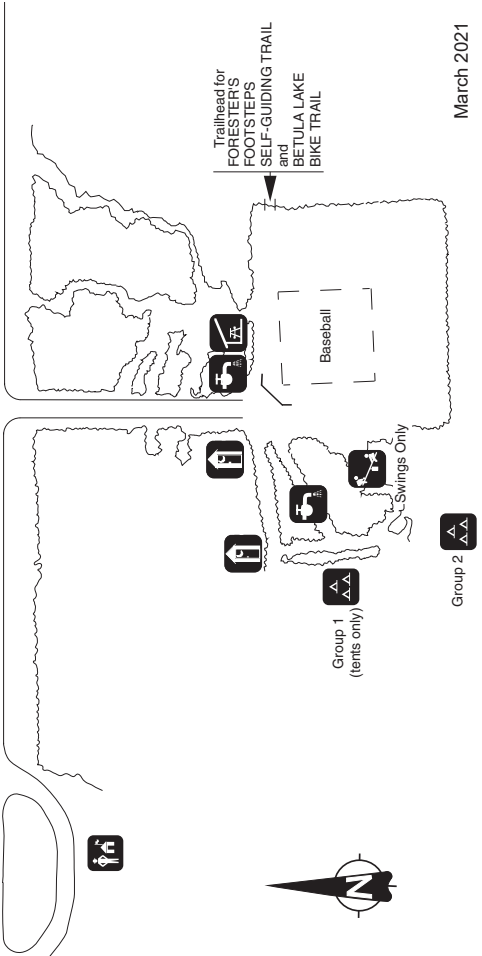 Trailhead for
FORESTER'S
FOOTSTEPS
SELF-GUIDING TRAIL
and
BETULA LAKE
BIKE TRAIL
Baseball
Swings Only
Group 1
(tents only)
Group 2
N
March 2021